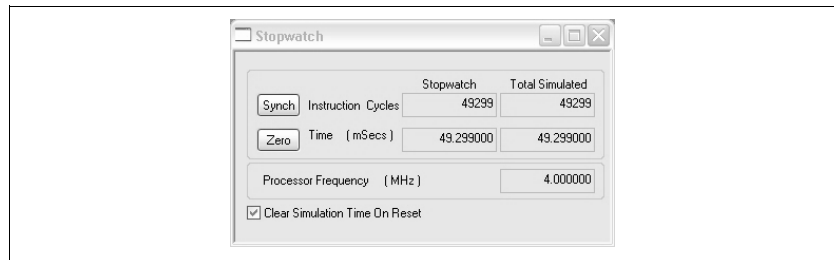 Stopwatch
Stopwatch Total Simulated
Synch Instruction Cycles 49299 49299
Zero Time ( mSecs ) 49.299000 49.299000
Processor Frequency ( MHz ) 4.000000
Clear Simulation Time On Reset